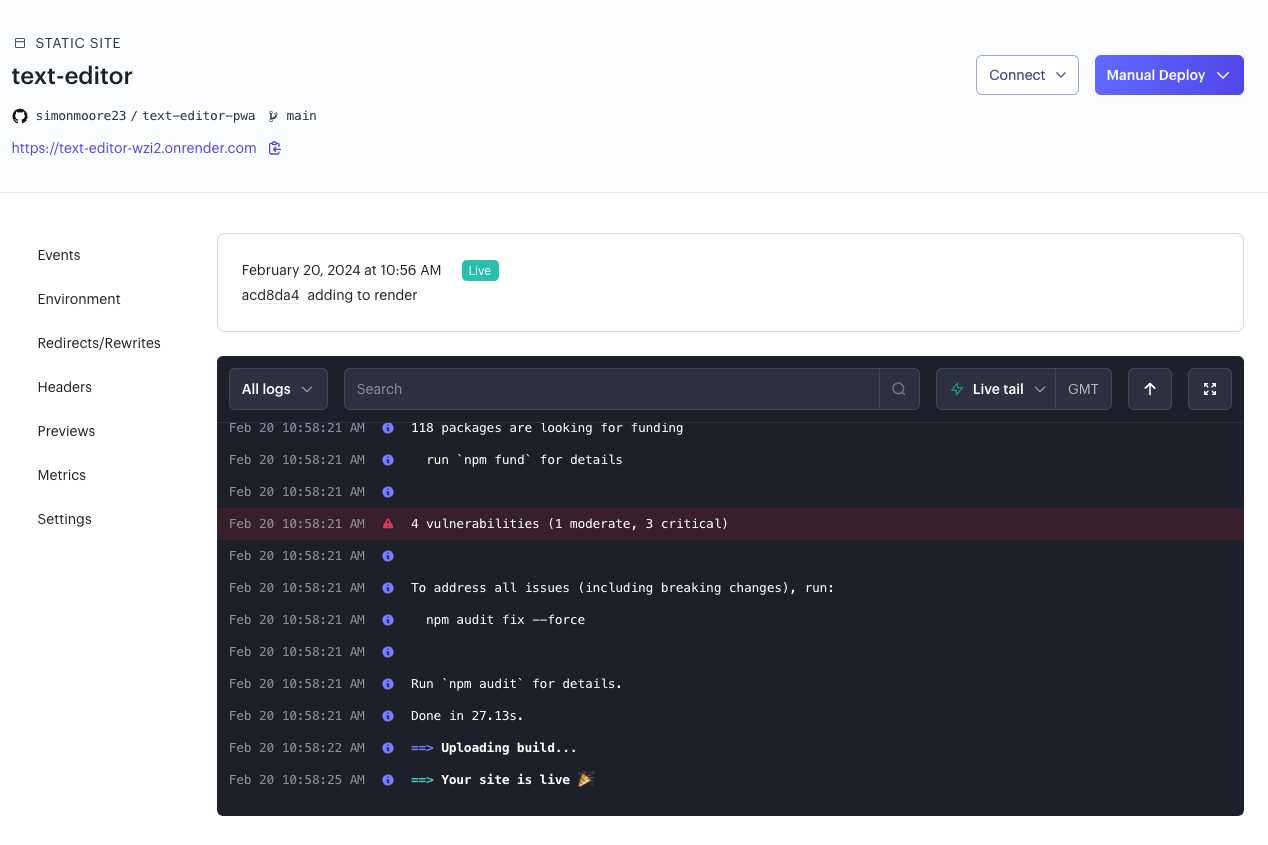 STATIC SITE
text-editor
Connect
Manual Deploy
simonmoore23 / text-editor-pwa main
https://text-editor-wzi2.onrender.com
Events
Environment
Redirects/Rewrites
Headers
Previews
Metrics
Settings
February 20, 2024 at 10:56 AM Live
acd8da4 adding to render
All logs Search Live tail GMT
Feb 20 10:58:21 AM 118 packages are looking for funding
Feb 20 10:58:21 AM run `npm fund` for details
Feb 20 10:58:21 AM
Feb 20 10:58:21 AM 4 vulnerabilities (1 moderate, 3 critical)
Feb 20 10:58:21 AM
Feb 20 10:58:21 AM To address all issues (including breaking changes), run:
Feb 20 10:58:21 AM npm audit fix --force
Feb 20 10:58:21 AM
Feb 20 10:58:21 AM Run `npm audit` for details.
Feb 20 10:58:21 AM Done in 27.13s.
Feb 20 10:58:22 AM ==> Uploading build...
Feb 20 10:58:25 AM ==> Your site is live 🎉